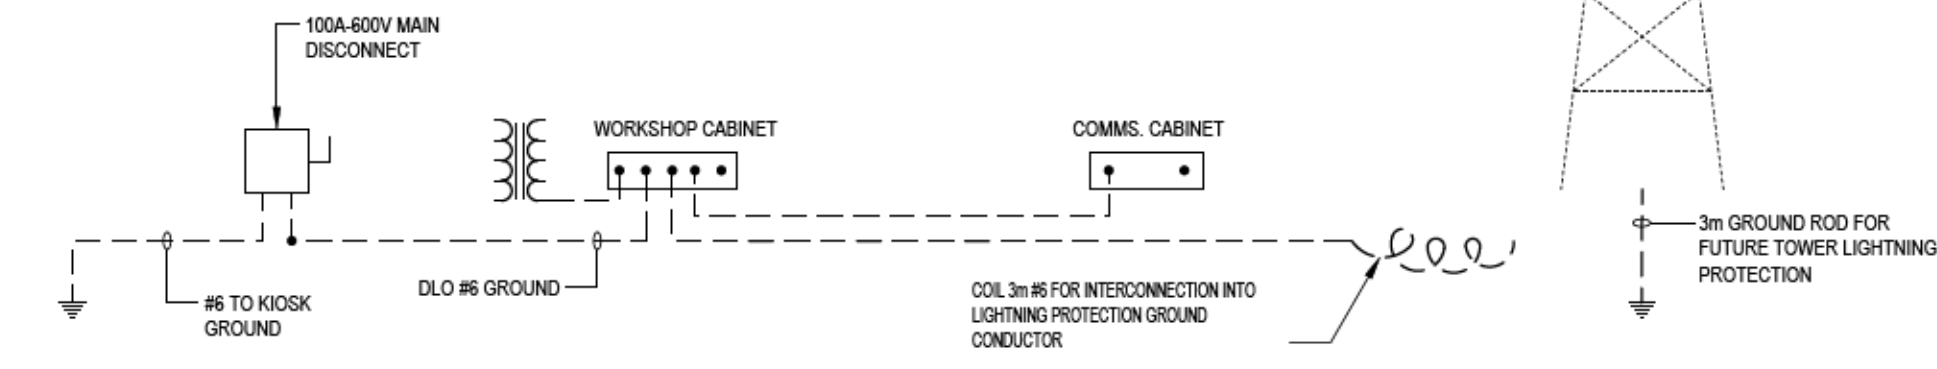 100A-600V MAIN
DISCONNECT
WORKSHOP CABINET
COMMS. CABINET
3m GROUND ROD FOR
FUTURE TOWER LIGHTNING
PROTECTION
DLO #6 GROUND
#6 TO KIOSK
GROUND
COIL 3m #6 FOR INTERCONNECTION INTO
LIGHTNING PROTECTION GROUND
CONDUCTOR